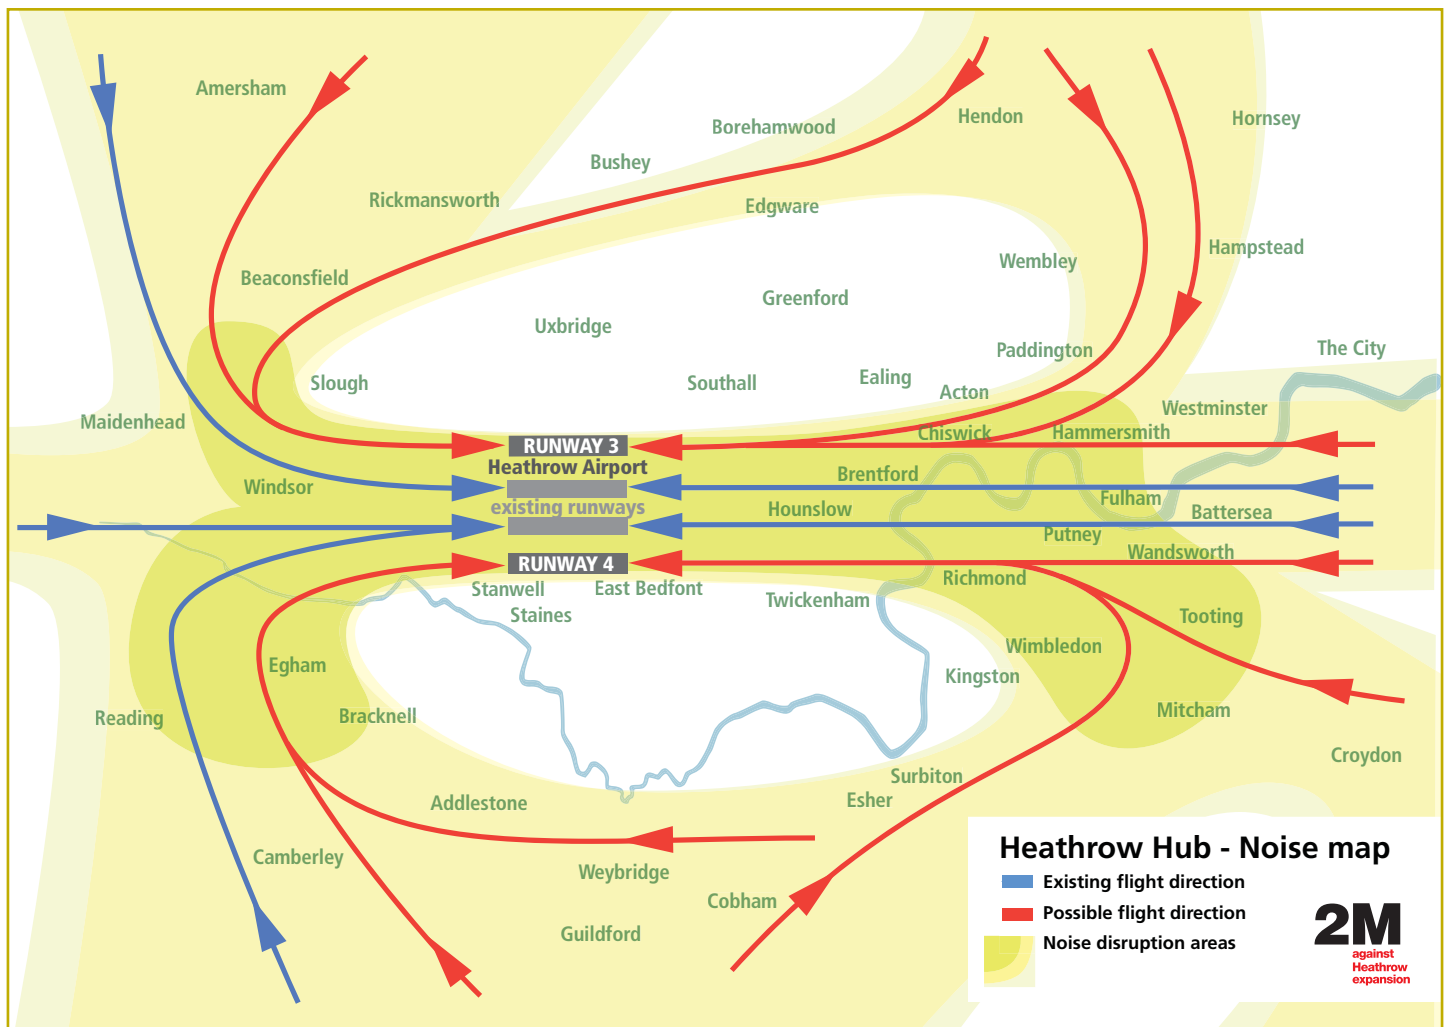 Amersham
Hendon
Hornsey
Borehamwood
Bushey
Rickmansworth
Edgware
Hampstead
Wembley
Beaconsfield
Greenford
Uxbridge
The City
Paddington
Slough
Southall
Ealing
Acton
Westminster
Maidenhead
Chiswick
Hammersmith
RUNWAY 3
Heathrow Airport
Brentford
Windsor
Fulham
existing runways
Hounslow
Battersea
Putney
Wandsworth
RUNWAY 4
Richmond
Stanwell
East Bedfont
Twickenham
Staines
Tooting
Wimbledon
Egham
Kingston
Reading
Bracknell
Mitcham
Croydon
Surbiton
Addlestone
Esher
Camberley
Weybridge
Cobham
Guildford
Heathrow Hub - Noise map
Existing flight direction
Possible flight direction
Noise disruption areas
2M
against
Heathrow
expansion